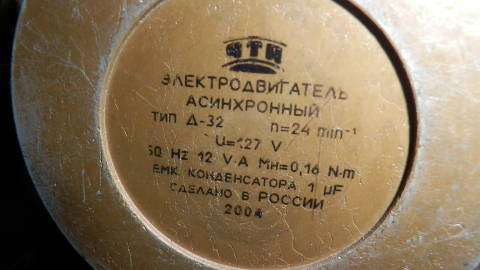 ЧТН
ЭЛЕКТРОДВИГАТЕЛЬ
АСИНХРОННЫЙ
ТИП Д-32 n=24 min⁻¹
U=127 V
50 Hz 12 V.A Mн=0,16 N·m
ЕМК. КОНДЕНСАТОРА 1 µF
СДЕЛАНО В РОССИИ
2004